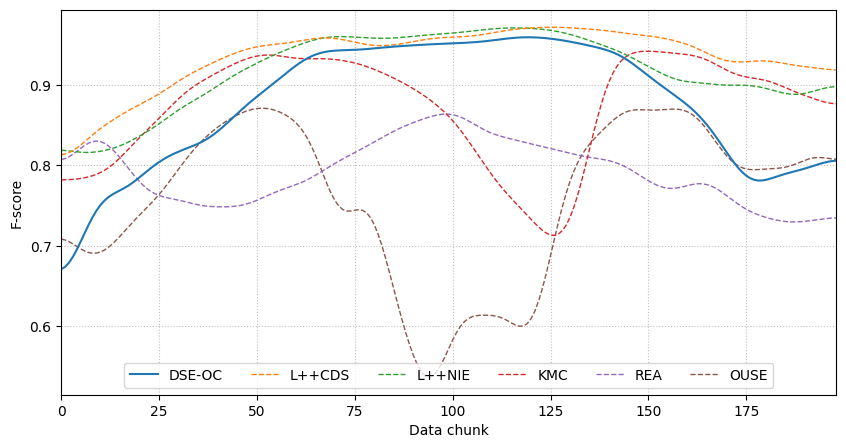 F-score
0.9
0.8
0.7
0.6
DSE-OC L++CDS L++NIE KMC REA OUSE
0 25 50 75 100 125 150 175
Data chunk